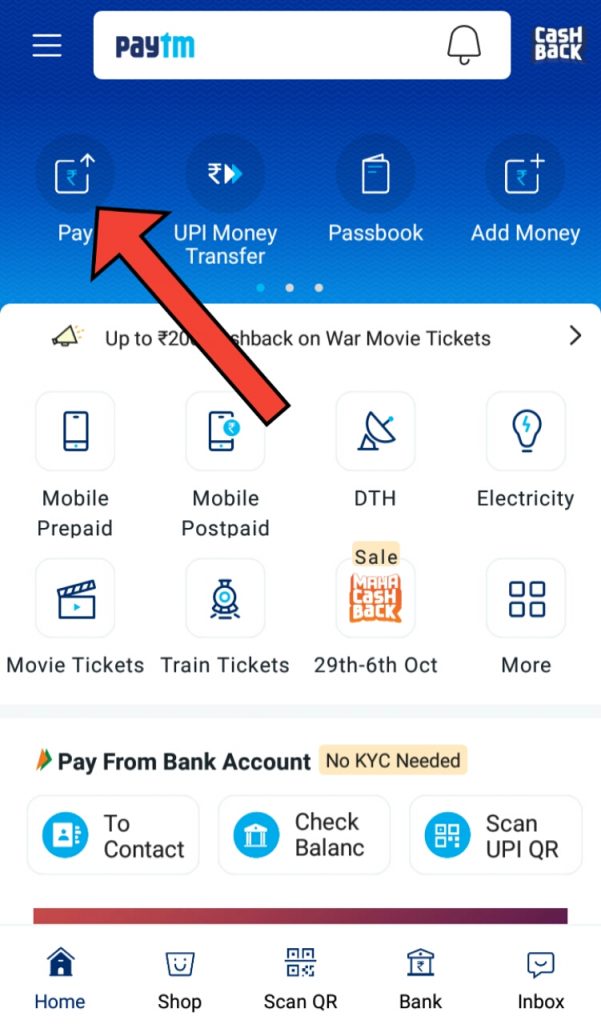 paytm
CASH
BACK
Pay
UPI Money
Transfer
Passbook
Add Money
Up to ₹20 hback on War Movie Tickets
Mobile
Prepaid
Mobile
Postpaid
DTH
Electricity
Sale
MAHA
CASH
BACK
Movie Tickets
Train Tickets
29th-6th Oct
More
Pay From Bank Account
No KYC Needed
To
Contact
Check
Balanc
Scan
UPI QR
Home
Shop
Scan QR
Bank
Inbox